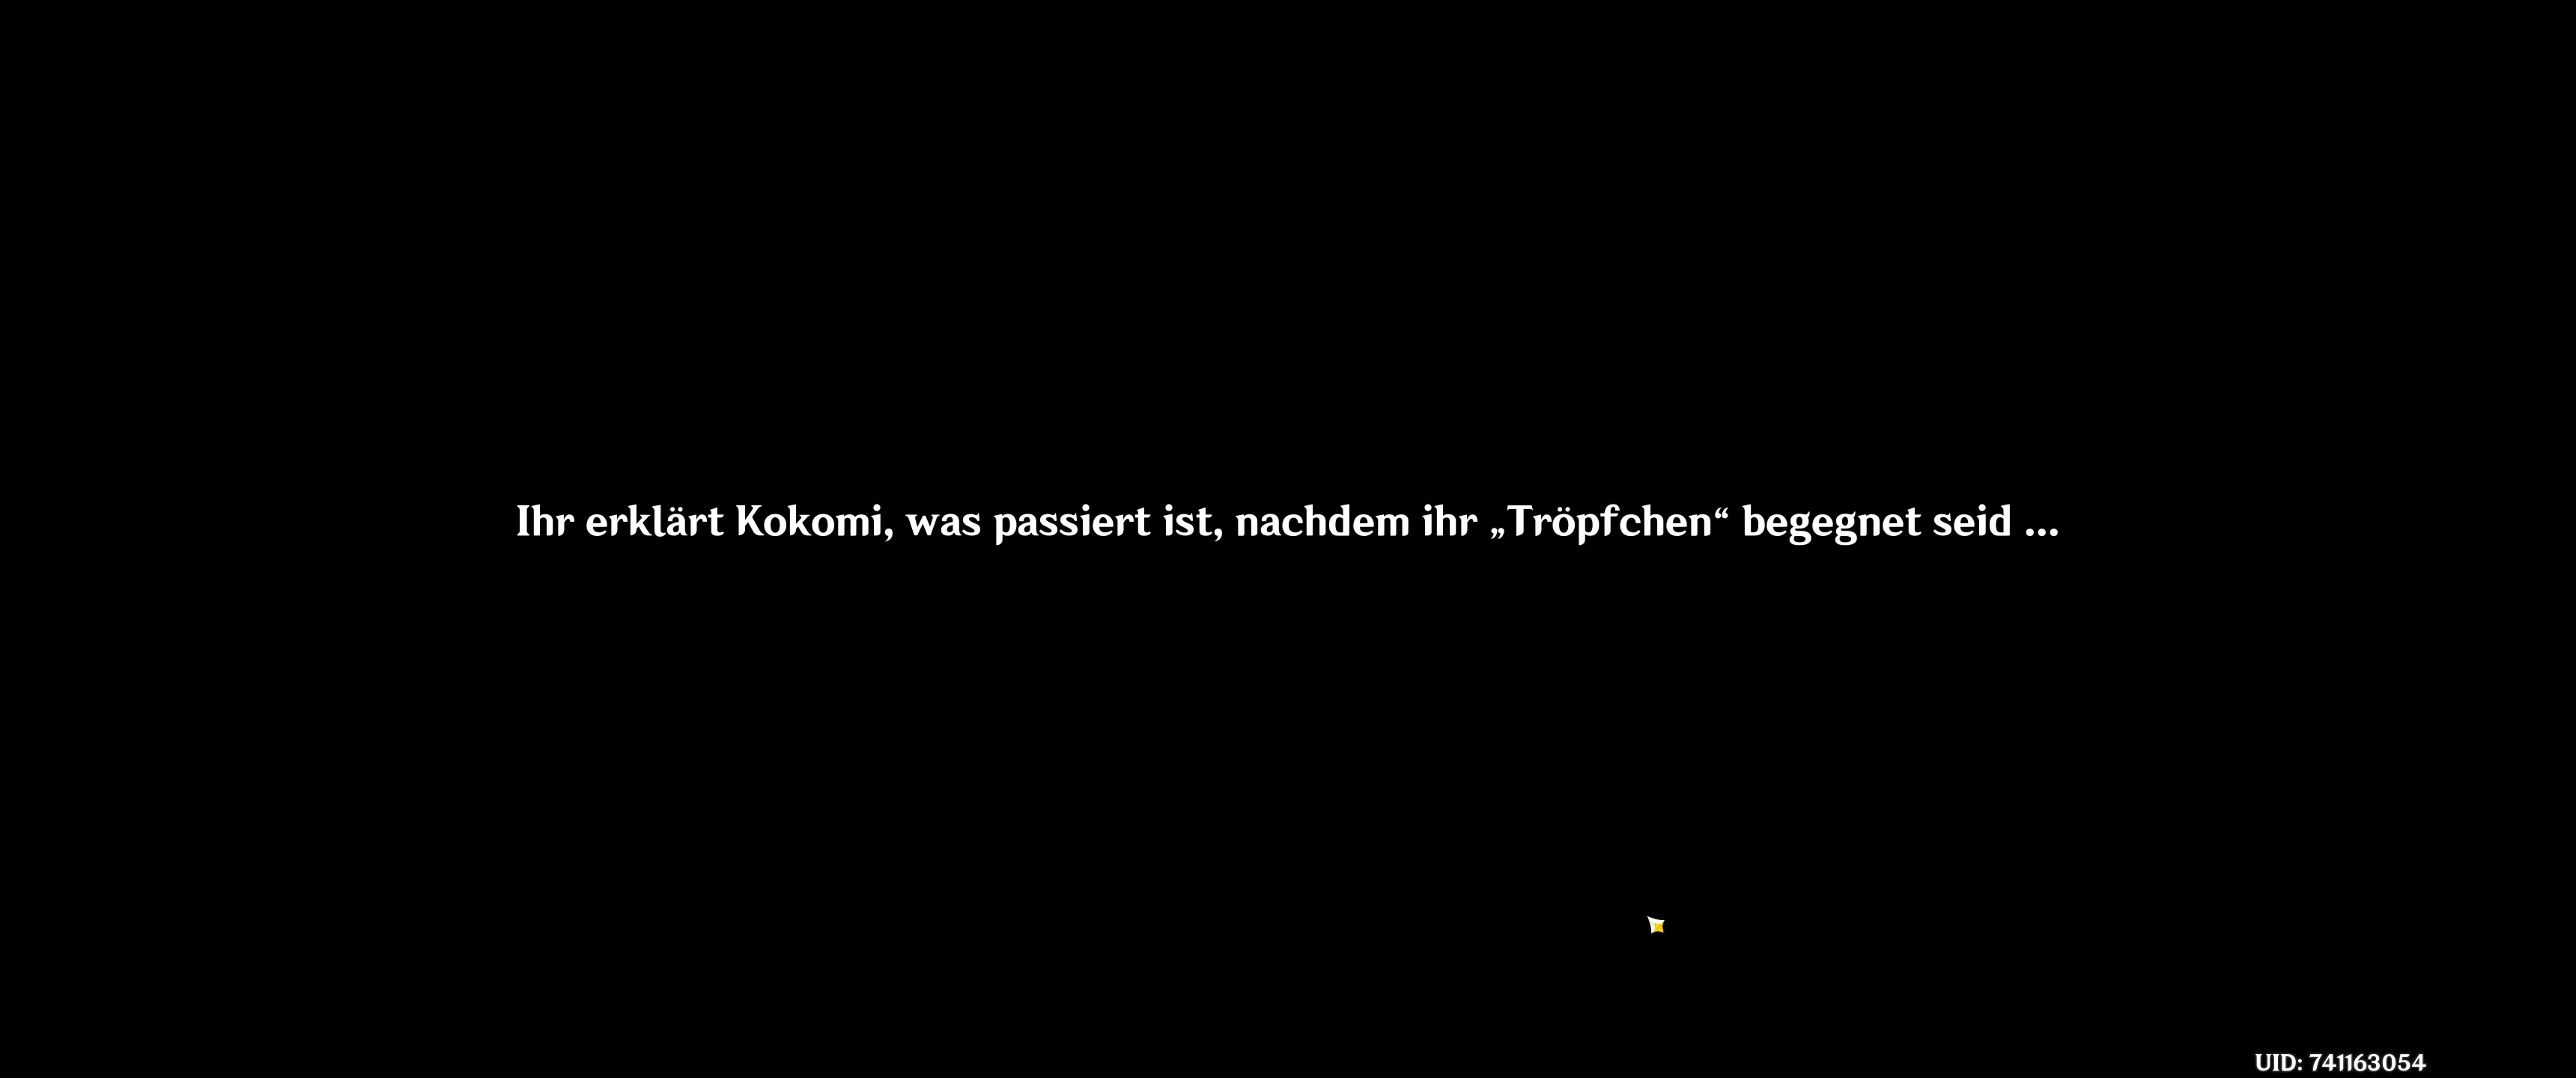 Ihr erklärt Kokomi, was passiert ist, nachdem ihr „Tröpfchen“ begegnet seid ...
UID: 741163054